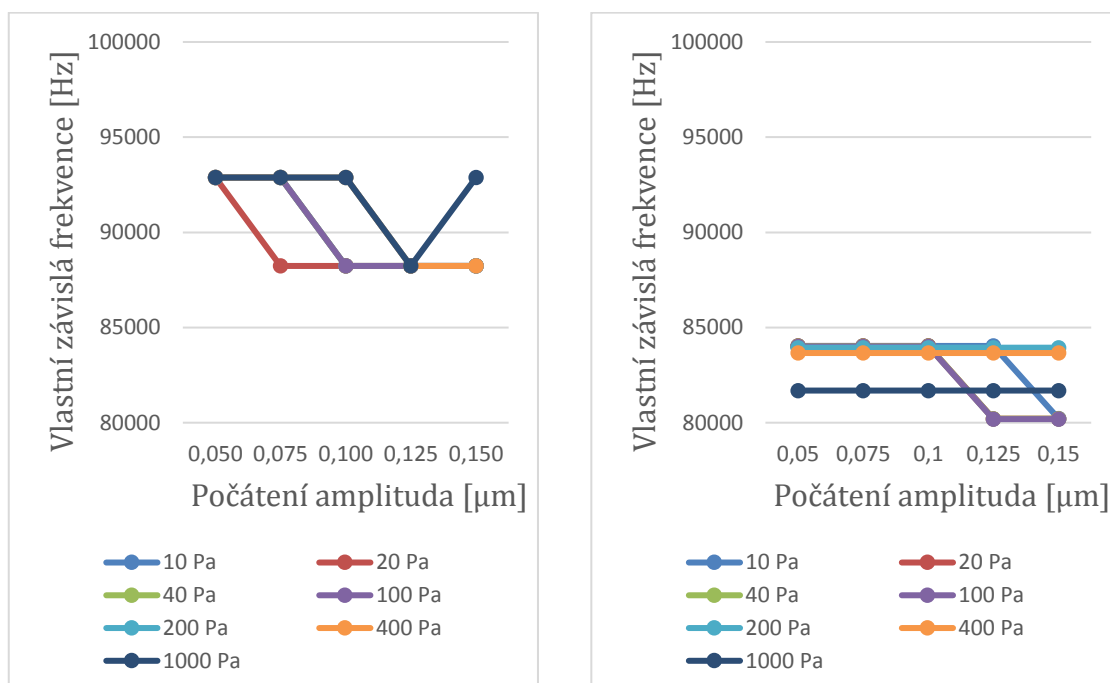 Vlastní závislá frekvence [Hz]
100000
95000
90000
85000
80000
0,050 0,075 0,100 0,125 0,150
Počátení amplituda [μm]
10 Pa 20 Pa
40 Pa 100 Pa
200 Pa 400 Pa
1000 Pa
Vlastní závislá frekvence [Hz]
100000
95000
90000
85000
80000
0,05 0,075 0,1 0,125 0,15
Počátení amplituda [μm]
10 Pa 20 Pa
40 Pa 100 Pa
200 Pa 400 Pa
1000 Pa